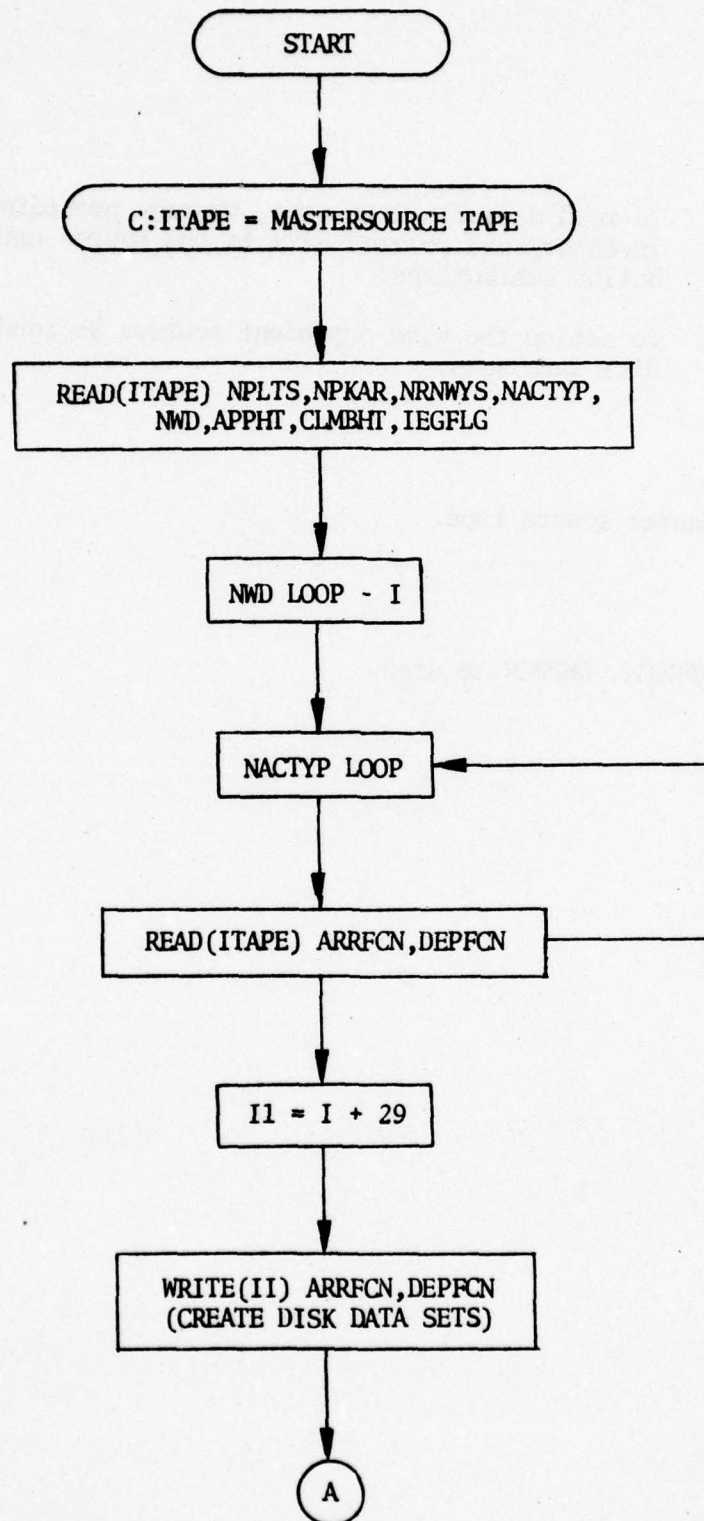 START
C:ITAPE = MASTERSOURCE TAPE
READ(ITAPE) NPLTS,NPKAR,NRNWYS,NACTYP,
NWD,APPHT,CLMBHT,IEGFLG
NWD LOOP - I
NACTYP LOOP
READ(ITAPE) ARRFCN,DEPFCN
I1 = I + 29
WRITE(II) ARRFCN,DEPFCN
(CREATE DISK DATA SETS)
A